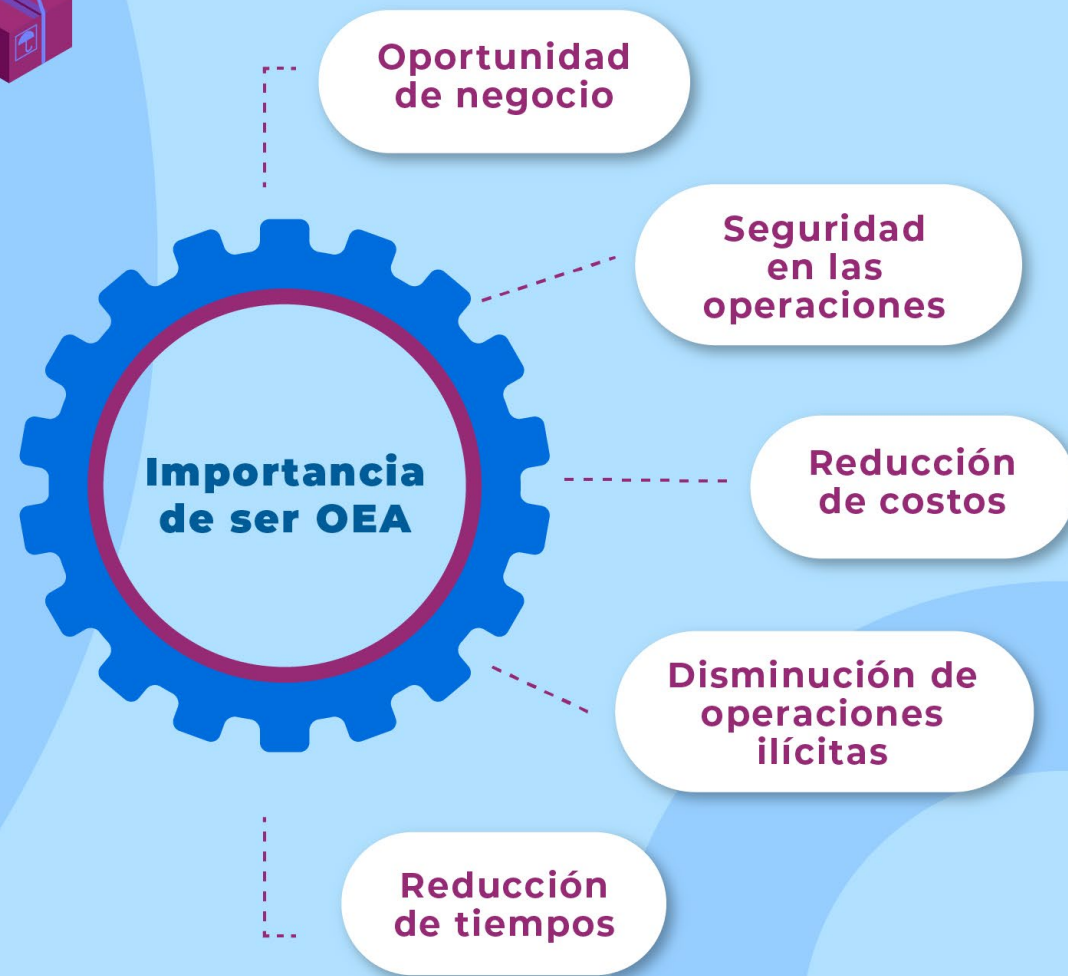 Oportunidad
de negocio
Seguridad
en las
operaciones
Importancia
de ser OEA
Reducción
de costos
Disminución de
operaciones
ilícitas
Reducción
de tiempos